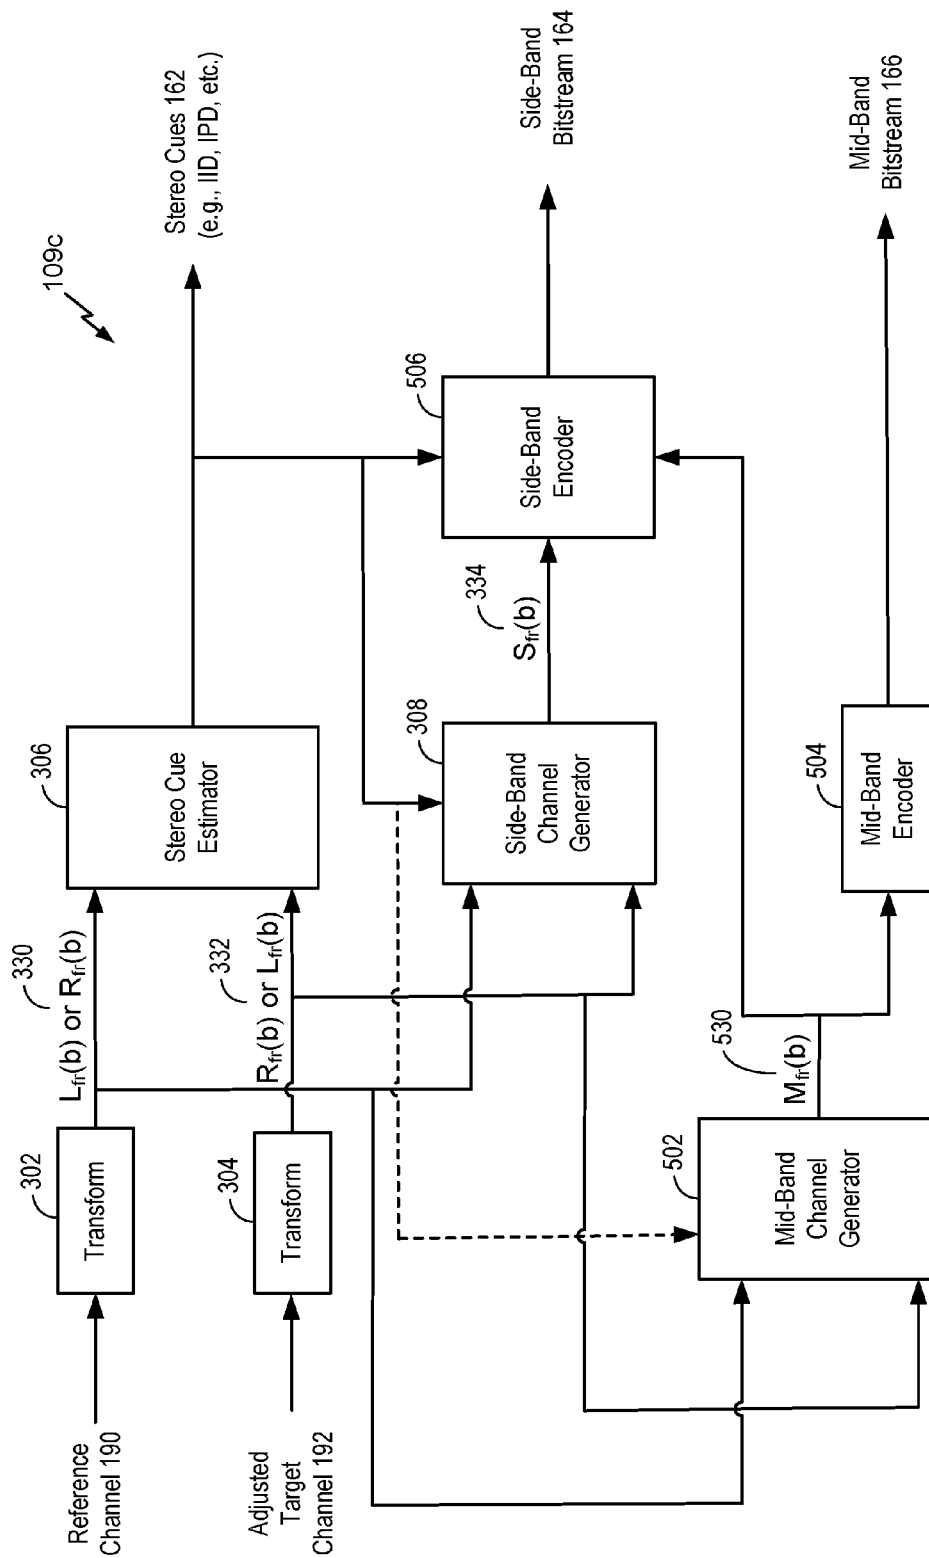 109c
Reference
Channel 190
302
Transform
330
Lfr(b) or Rfr(b)
306
Stereo Cue
Estimator
Stereo Cues 162
(e.g., IID, IPD, etc.)
Adjusted
Target
Channel 192
304
Transform
332
Rfr(b) or Lfr(b)
308
Side-Band
Channel
Generator
334
Sfr(b)
506
Side-Band
Encoder
Side-Band
Bitstream 164
502
Mid-Band
Channel
Generator
530
Mfr(b)
504
Mid-Band
Encoder
Mid-Band
Bitstream 166